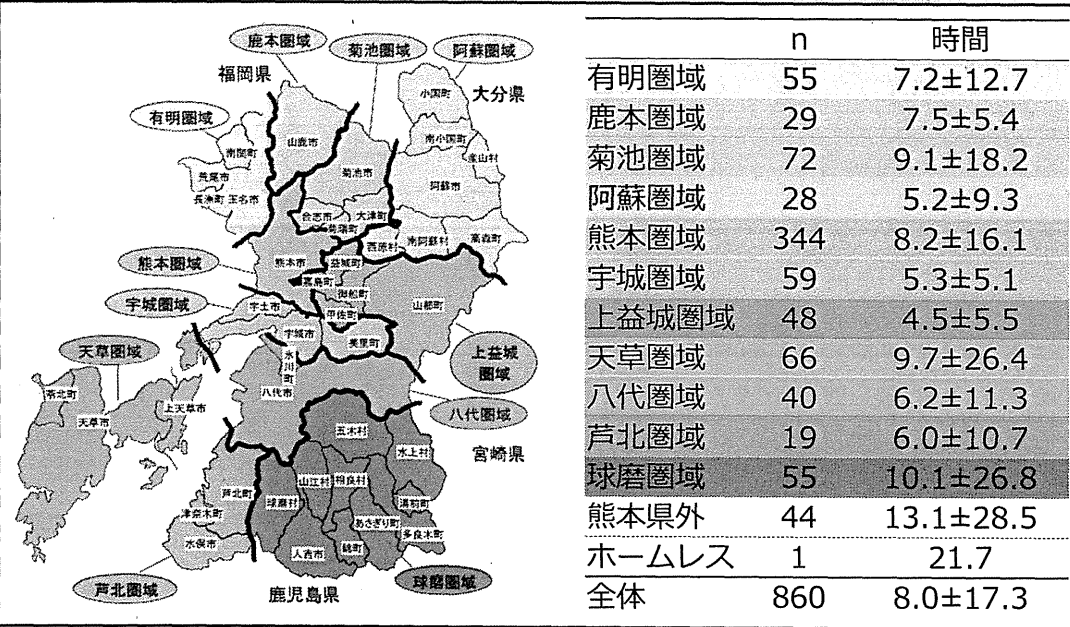 鹿本圏域
菊池圏域
阿蘇圏域
福岡県
小国町
大分県
有明圏域
南小国町
山鹿市
産山村
南関町
菊池市
荒尾市
阿蘇市
長洲町
玉名市
合志市
大津町
菊陽町
西原村
南阿蘇村
高森町
熊本市
益城町
熊本圏域
嘉島町
御船町
山都町
宇城圏域
宇土市
甲佐町
宇城市
美里町
天草圏域
氷川町
上益城
圏域
八代市
苓北町
上天草市
天草市
八代圏域
五木村
水上村
宮崎県
芦北町
山江村
相良村
球磨村
湯前町
津奈木町
あさぎり町
多良木町
水俣市
人吉市
錦町
芦北圏域
球磨圏域
鹿児島県
n 時間
有明圏域 55 7.2±12.7
鹿本圏域 29 7.5±5.4
菊池圏域 72 9.1±18.2
阿蘇圏域 28 5.2±9.3
熊本圏域 344 8.2±16.1
宇城圏域 59 5.3±5.1
上益城圏域 48 4.5±5.5
天草圏域 66 9.7±26.4
八代圏域 40 6.2±11.3
芦北圏域 19 6.0±10.7
球磨圏域 55 10.1±26.8
熊本県外 44 13.1±28.5
ホームレス 1 21.7
全体 860 8.0±17.3